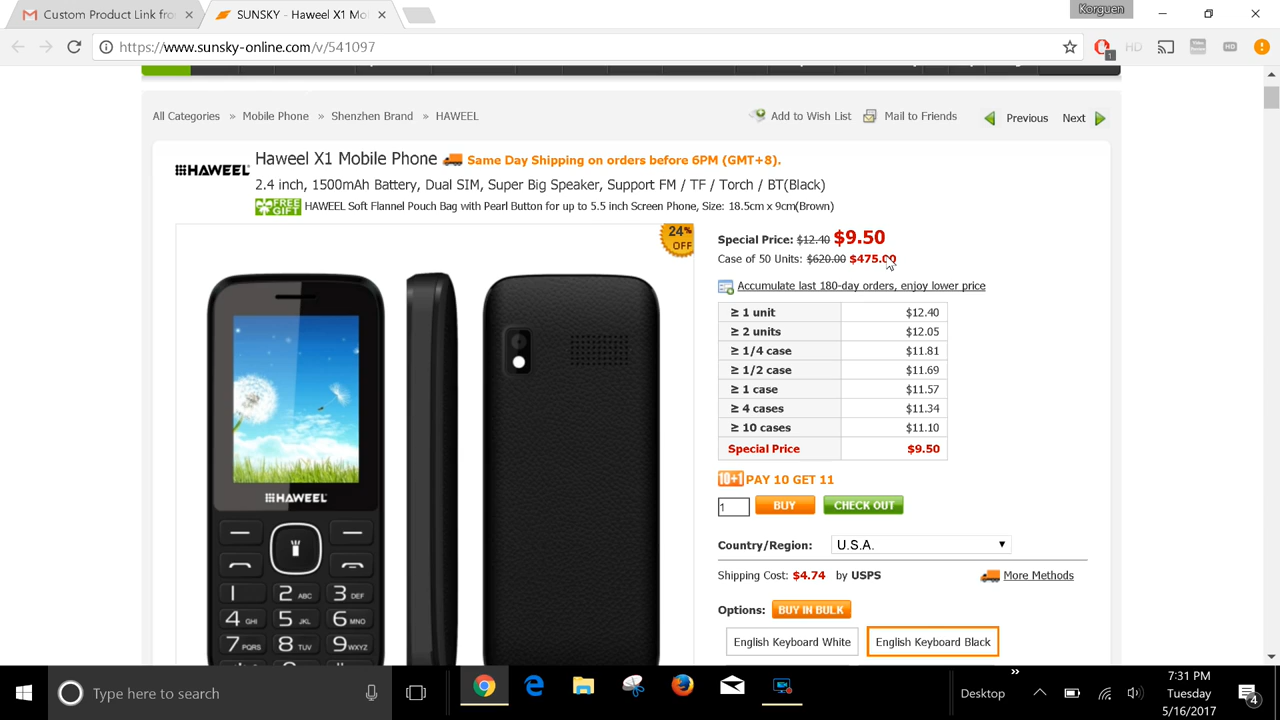 Custom Product Link fro
SUNSKY - Haweel X1 Mo
Korguen
https://www.sunsky-online.com/v/541097
1
HD
HD
All Categories » Mobile Phone » Shenzhen Brand » HAWEEL
Add to Wish List
Mail to Friends
Previous
Next
HAWEEL
Haweel X1 Mobile Phone
Same Day Shipping on orders before 6PM (GMT+8).
2.4 inch, 1500mAh Battery, Dual SIM, Super Big Speaker, Support FM / TF / Torch / BT(Black)
FREE GIFT HAWEEL Soft Flannel Pouch Bag with Pearl Button for up to 5.5 inch Screen Phone, Size: 18.5cm x 9cm(Brown)
24%
OFF
Special Price: $12.40 $9.50
Case of 50 Units: $620.00 $475.00
Accumulate last 180-day orders, enjoy lower price
≥ 1 unit $12.40
≥ 2 units $12.05
≥ 1/4 case $11.81
≥ 1/2 case $11.69
≥ 1 case $11.57
≥ 4 cases $11.34
≥ 10 cases $11.10
Special Price $9.50
10+1 PAY 10 GET 11
1
BUY
CHECK OUT
Country/Region: U.S.A.
Shipping Cost: $4.74 by USPS
More Methods
Options: BUY IN BULK
English Keyboard White
English Keyboard Black
HAWEEL
1 2 ABC 3 DEF
4 GHI 5 JKL 6 MNO
7 PQRS 8 TUV 9 WXYZ
Type here to search
Desktop
»
7:31 PM
Tuesday
5/16/2017
4